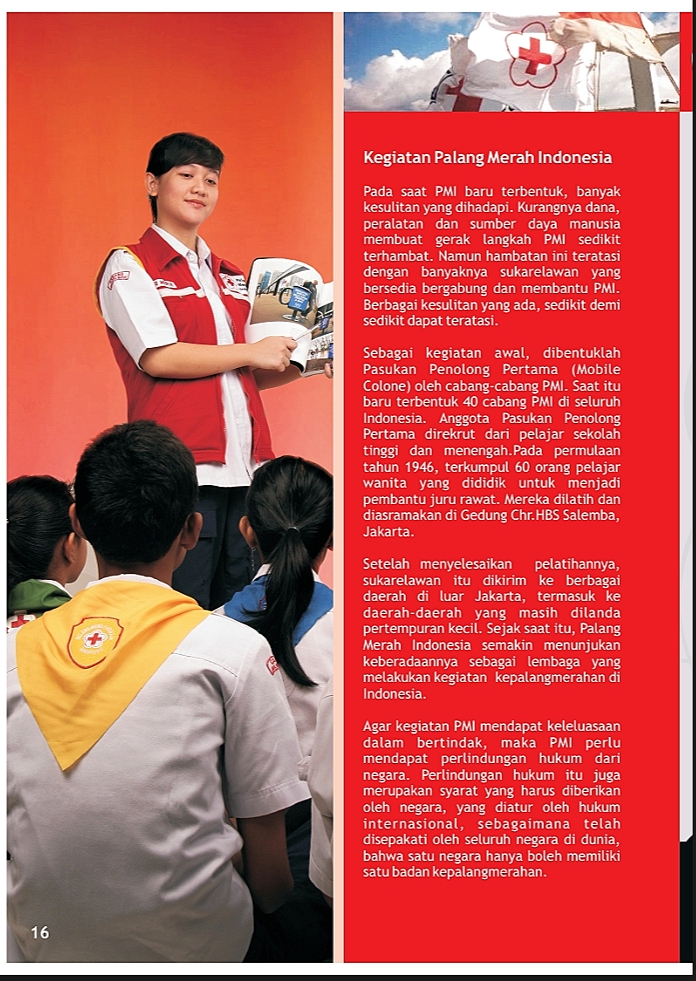 Kegiatan Palang Merah Indonesia
Pada saat PMI baru terbentuk, banyak
kesulitan yang dihadapi. Kurangnya dana,
peralatan dan sumber daya manusia
membuat gerak langkah PMI sedikit
terhambat. Namun hambatan ini teratasi
dengan banyaknya sukarelawan yang
bersedia bergabung dan membantu PMI.
Berbagai kesulitan yang ada, sedikit demi
sedikit dapat teratasi.
Sebagai kegiatan awal, dibentuklah
Pasukan Penolong Pertama (Mobile
Colone) oleh cabang-cabang PMI. Saat itu
baru terbentuk 40 cabang PMI di seluruh
Indonesia. Anggota Pasukan Penolong
Pertama direkrut dari pelajar sekolah
tinggi dan menengah.Pada permulaan
tahun 1946, terkumpul 60 orang pelajar
wanita yang dididik untuk menjadi
pembantu juru rawat. Mereka dilatih dan
diasramakan di Gedung Chr.HBS Salemba,
Jakarta.
Setelah menyelesaikan pelatihannya,
sukarelawan itu dikirim ke berbagai
daerah di luar Jakarta, termasuk ke
daerah-daerah yang masih dilanda
pertempuran kecil. Sejak saat itu, Palang
Merah Indonesia semakin menunjukan
keberadaannya sebagai lembaga yang
melakukan kegiatan kepalangmerahan di
Indonesia.
Agar kegiatan PMI mendapat keleluasaan
dalam bertindak, maka PMI perlu
mendapat perlindungan hukum dari
negara. Perlindungan hukum itu juga
merupakan syarat yang harus diberikan
oleh negara, yang diatur oleh hukum
internasional, sebagaimana telah
disepakati oleh seluruh negara di dunia,
bahwa satu negara hanya boleh memiliki
satu badan kepalangmerahan.
16